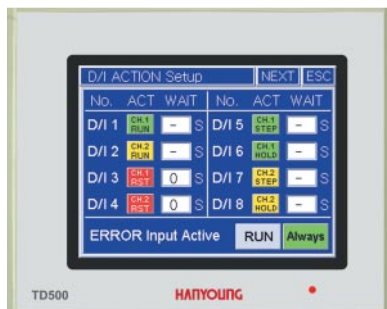 D/I ACTION Setup NEXT ESC
No. ACT WAIT No. ACT WAIT
D/I 1 CH.1 RUN - S D/I 5 CH.1 STEP - S
D/I 2 CH.2 RUN - S D/I 6 CH.1 HOLD - S
D/I 3 CH.1 RST 0 S D/I 7 CH.2 STEP - S
D/I 4 CH.2 RST 0 S D/I 8 CH.2 HOLD - S
ERROR Input Active RUN Always
TD500 HANYOUNG